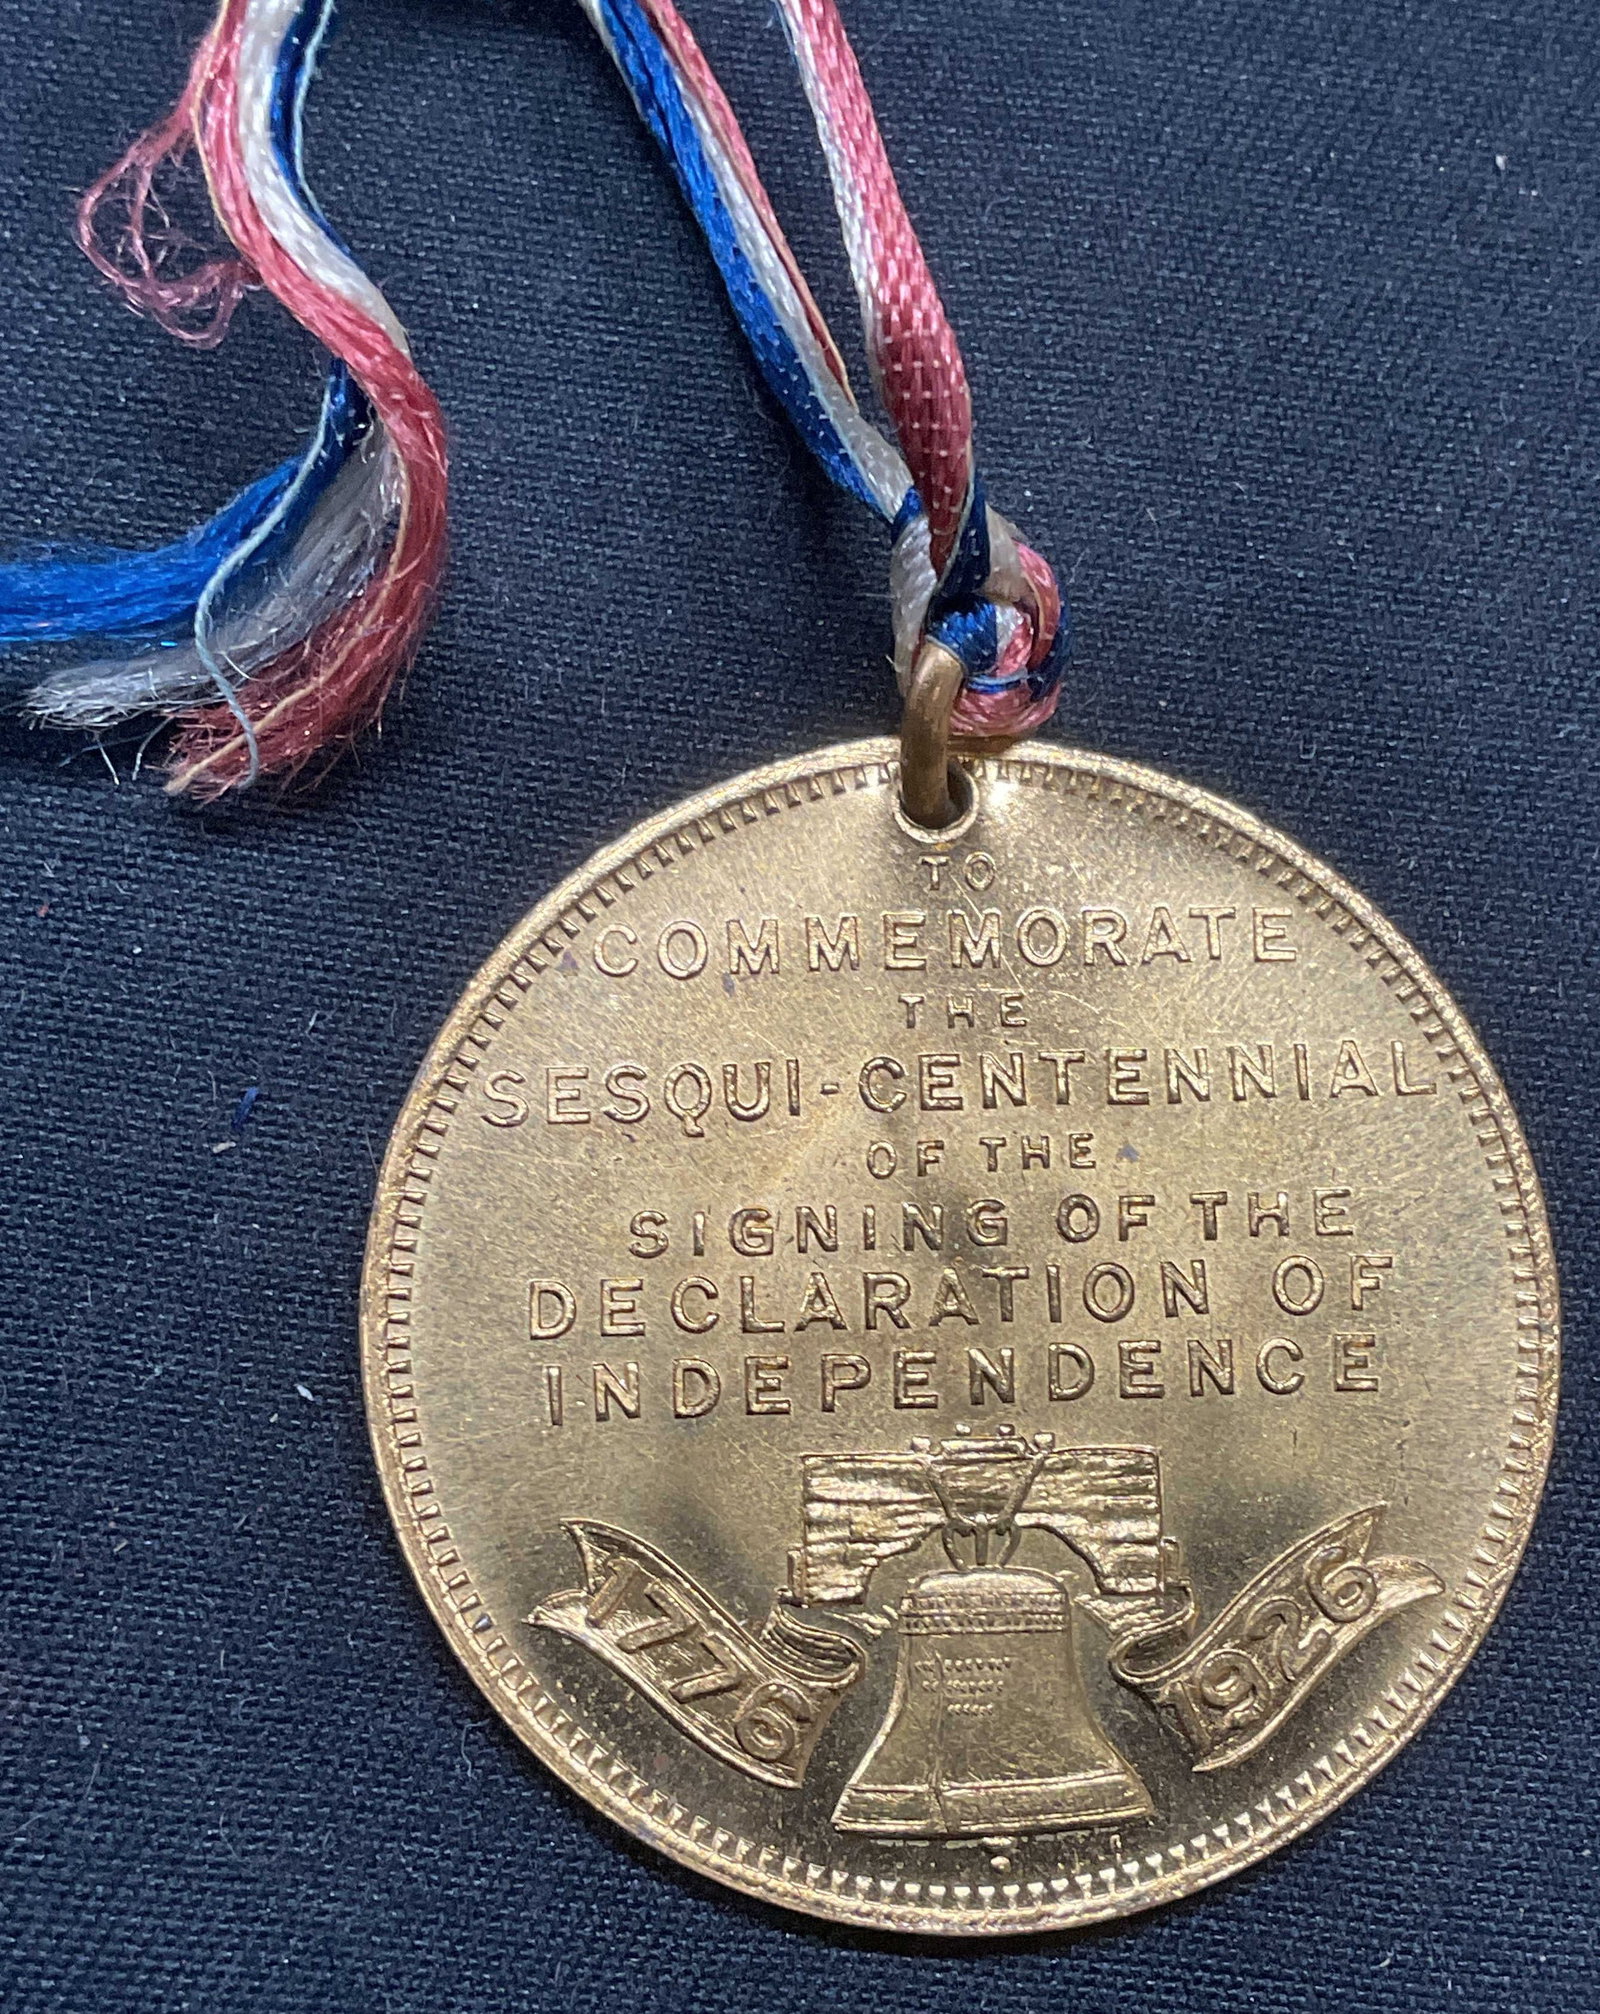 TO
COMMEMORATE
THE
SESQUI-CENTENNIAL
OF THE
SIGNING OF THE
DECLARATION OF
INDEPENDENCE
1776
1926